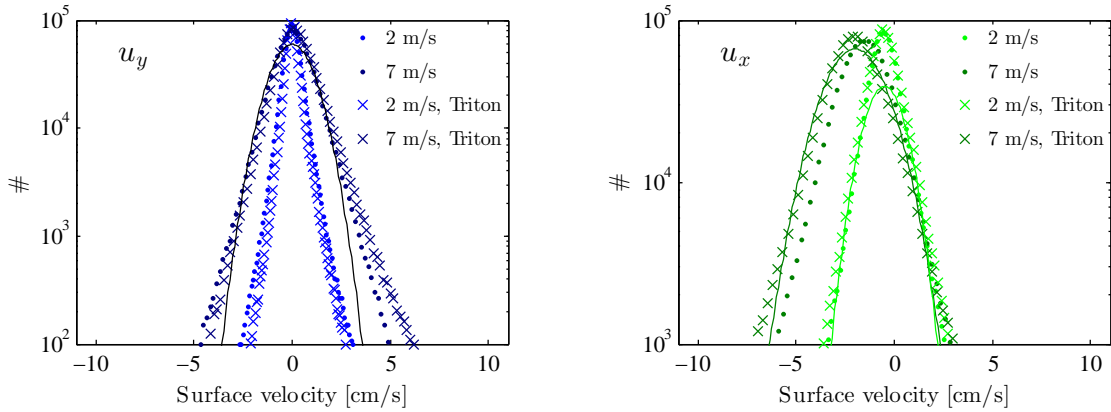 u_y
2 m/s
7 m/s
2 m/s, Triton
7 m/s, Triton
10^5
10^4
10^3
10^2
#
−10 −5 0 5 10
Surface velocity [cm/s]
u_x
2 m/s
7 m/s
2 m/s, Triton
7 m/s, Triton
10^5
10^4
10^3
#
−10 −5 0 5 10
Surface velocity [cm/s]